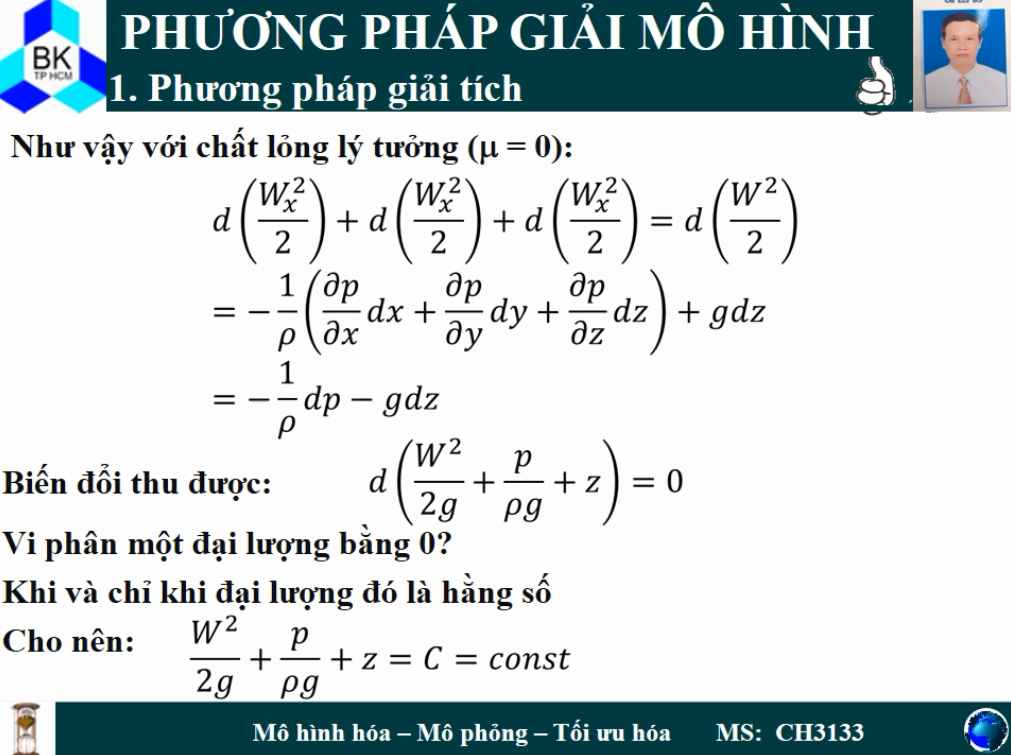 BK
TP HCM
PHƯƠNG PHÁP GIẢI MÔ HÌNH
1. Phương pháp giải tích
Như vậy với chất lỏng lý tưởng (μ = 0):
d(W_x^2/2) + d(W_x^2/2) + d(W_x^2/2) = d(W^2/2)
= −1/ρ (∂p/∂x dx + ∂p/∂y dy + ∂p/∂z dz) + gdz
= −1/ρ dp − gdz
Biến đổi thu được: d(W^2/2g + p/ρg + z) = 0
Vi phân một đại lượng bằng 0?
Khi và chỉ khi đại lượng đó là hằng số
Cho nên: W^2/2g + p/ρg + z = C = const
Mô hình hóa – Mô phỏng – Tối ưu hóa MS: CH3133